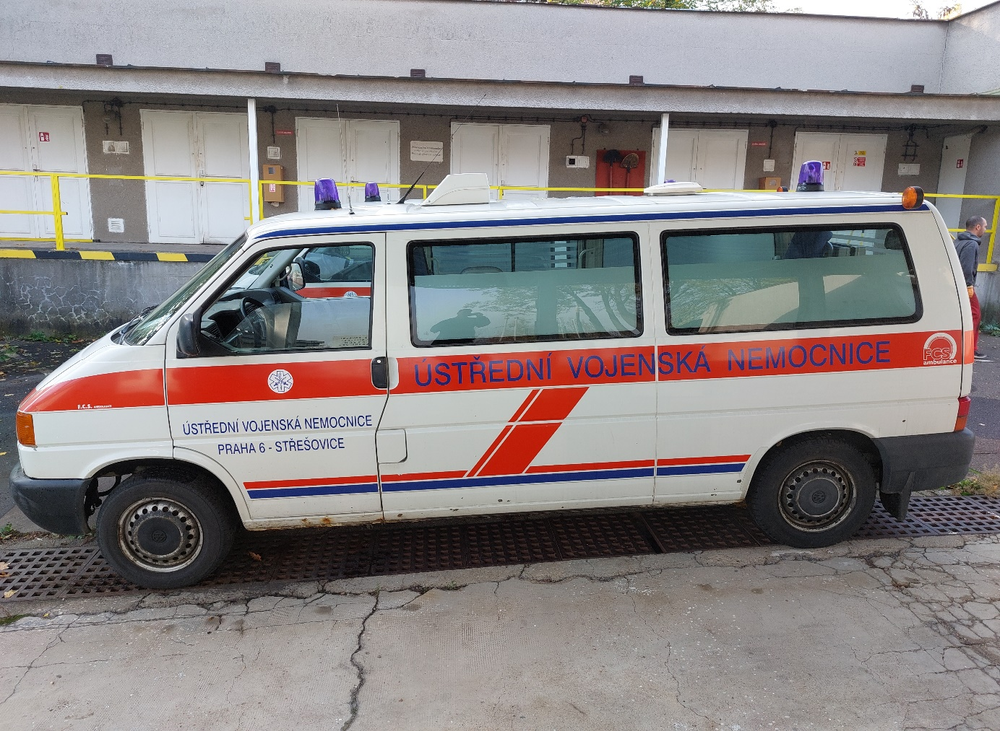 ÚSTŘEDNÍ VOJENSKÁ NEMOCNICE
FCS
ambulance
F.C.S.
ÚSTŘEDNÍ VOJENSKÁ NEMOCNICE
PRAHA 6 - STŘEŠOVICE